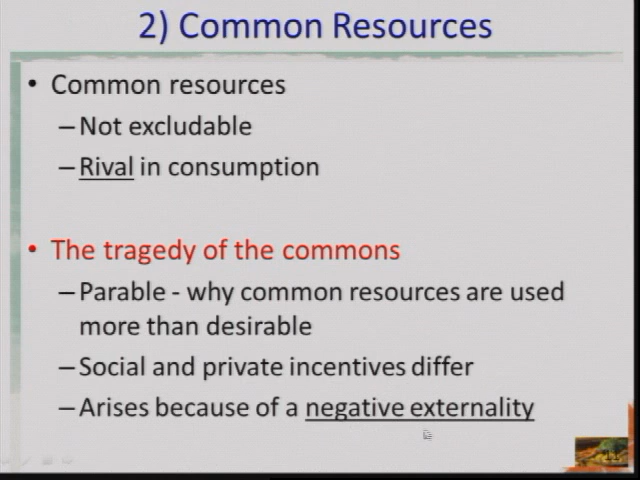 2) Common Resources
• Common resources
– Not excludable
– Rival in consumption
• The tragedy of the commons
– Parable - why common resources are used
more than desirable
– Social and private incentives differ
– Arises because of a negative externality